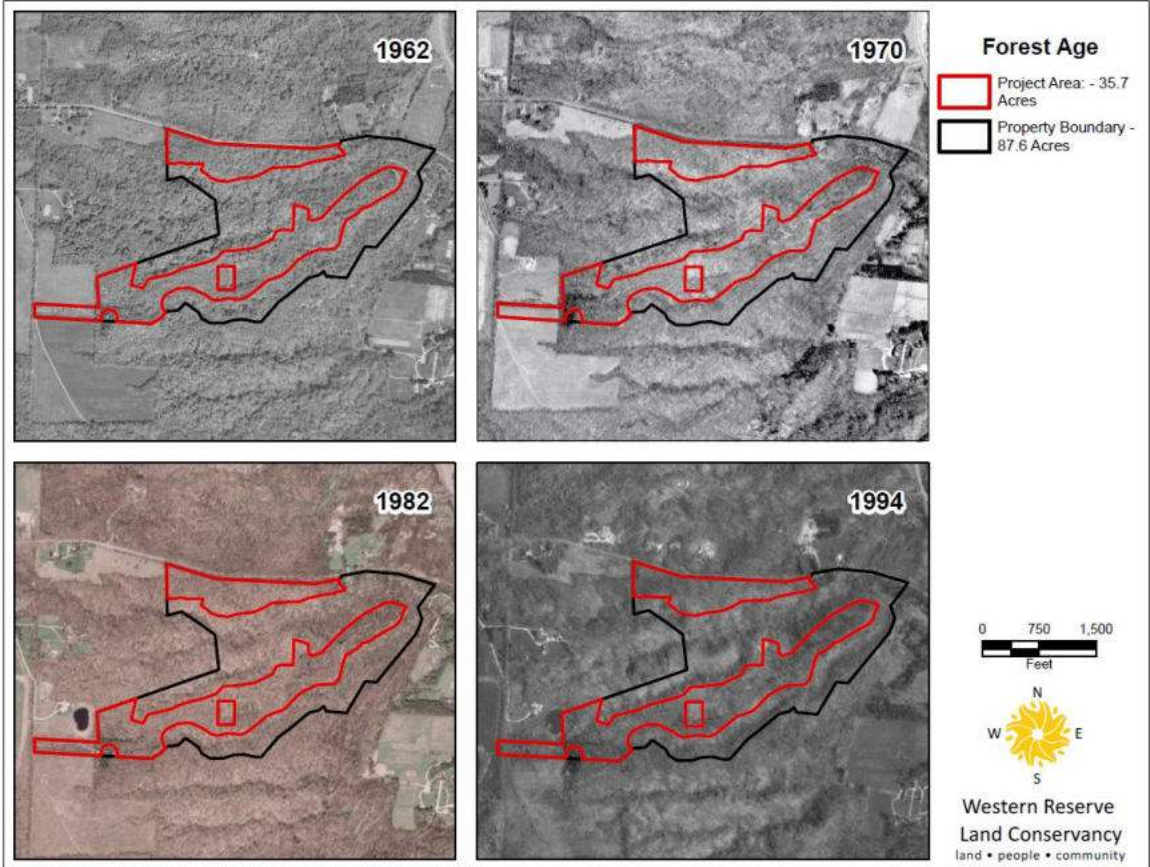 1962
1970
Forest Age
Project Area: - 35.7
Acres
Property Boundary -
87.6 Acres
1982
1994
0 750 1,500
Feet
N
W E
S
Western Reserve
Land Conservancy
land • people • community